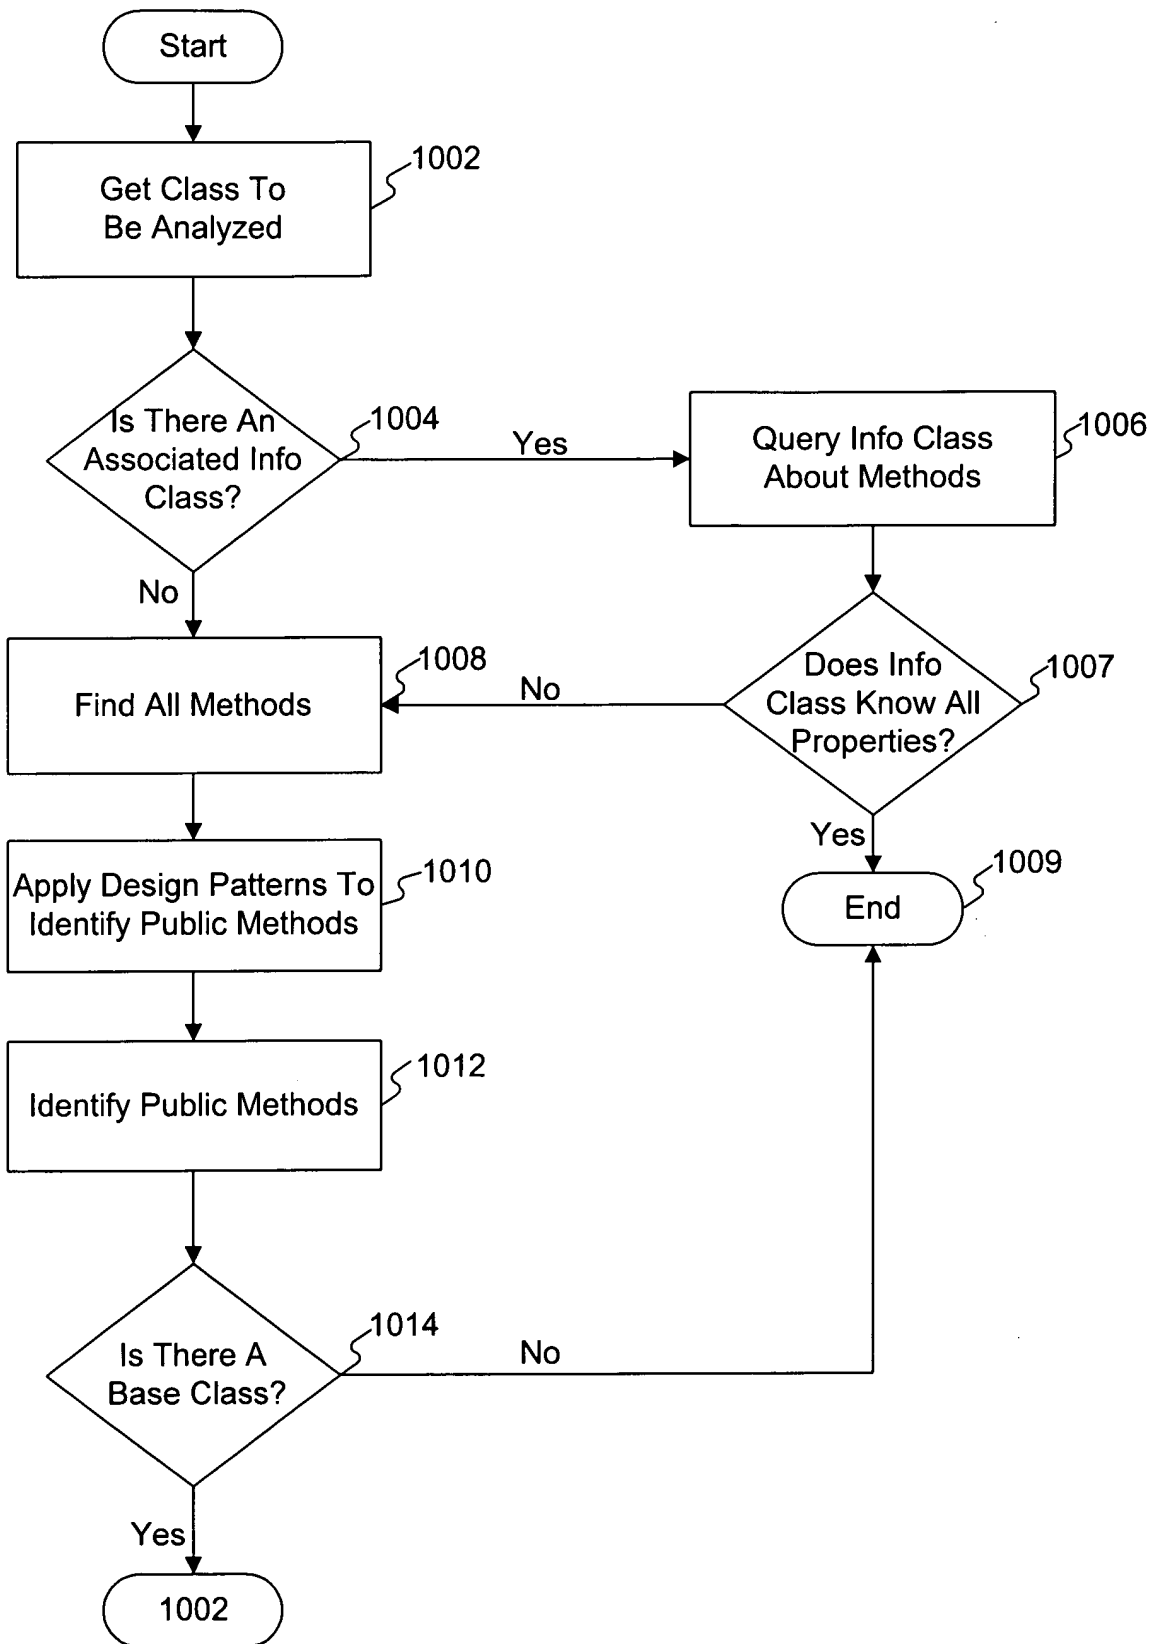 Start
Get Class To
Be Analyzed
1002
Is There An
Associated Info
Class?
1004
Yes
Query Info Class
About Methods
1006
No
Find All Methods
1008
No
Does Info
Class Know All
Properties?
1007
Yes
Apply Design Patterns To
Identify Public Methods
1010
End
1009
Identify Public Methods
1012
Is There A
Base Class?
1014
No
Yes
1002